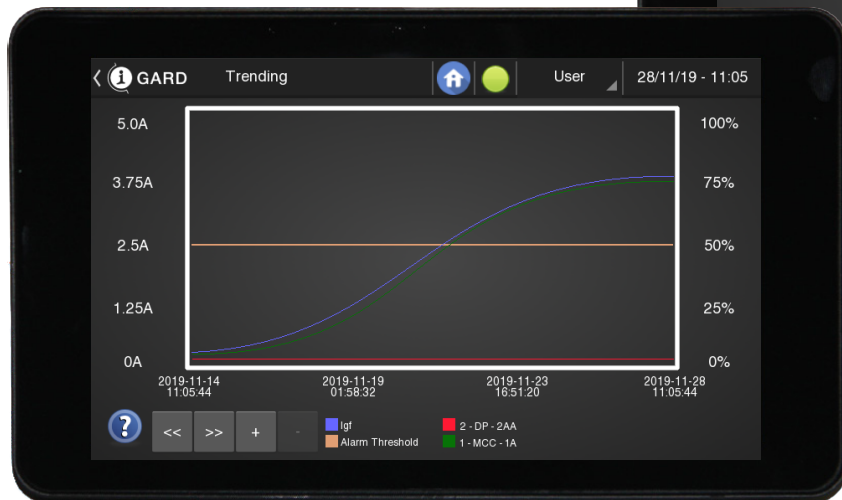 < i GARD Trending User 28/11/19 - 11:05
5.0A 100%
3.75A 75%
2.5A 50%
1.25A 25%
0A 0%
2019-11-14 2019-11-19 2019-11-23 2019-11-28
11:05:44 01:58:32 16:51:20 11:05:44
? << >> + -
Igf 2 - DP - 2AA
Alarm Threshold 1 - MCC - 1A